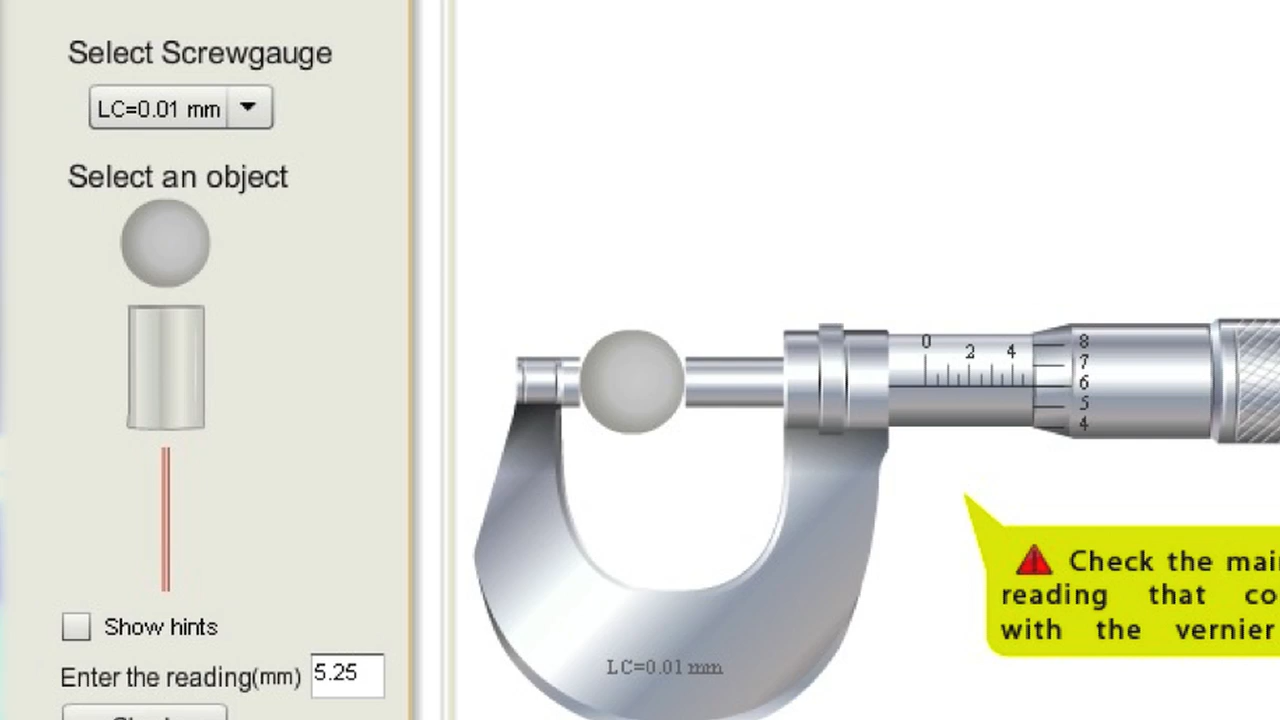 Select Screwgauge
LC=0.01 mm
Select an object
0 2 4
8
7
6
5
4
Check the mai
reading that co
with the vernier
Show hints
LC=0.01 mm
Enter the reading(mm) 5.25